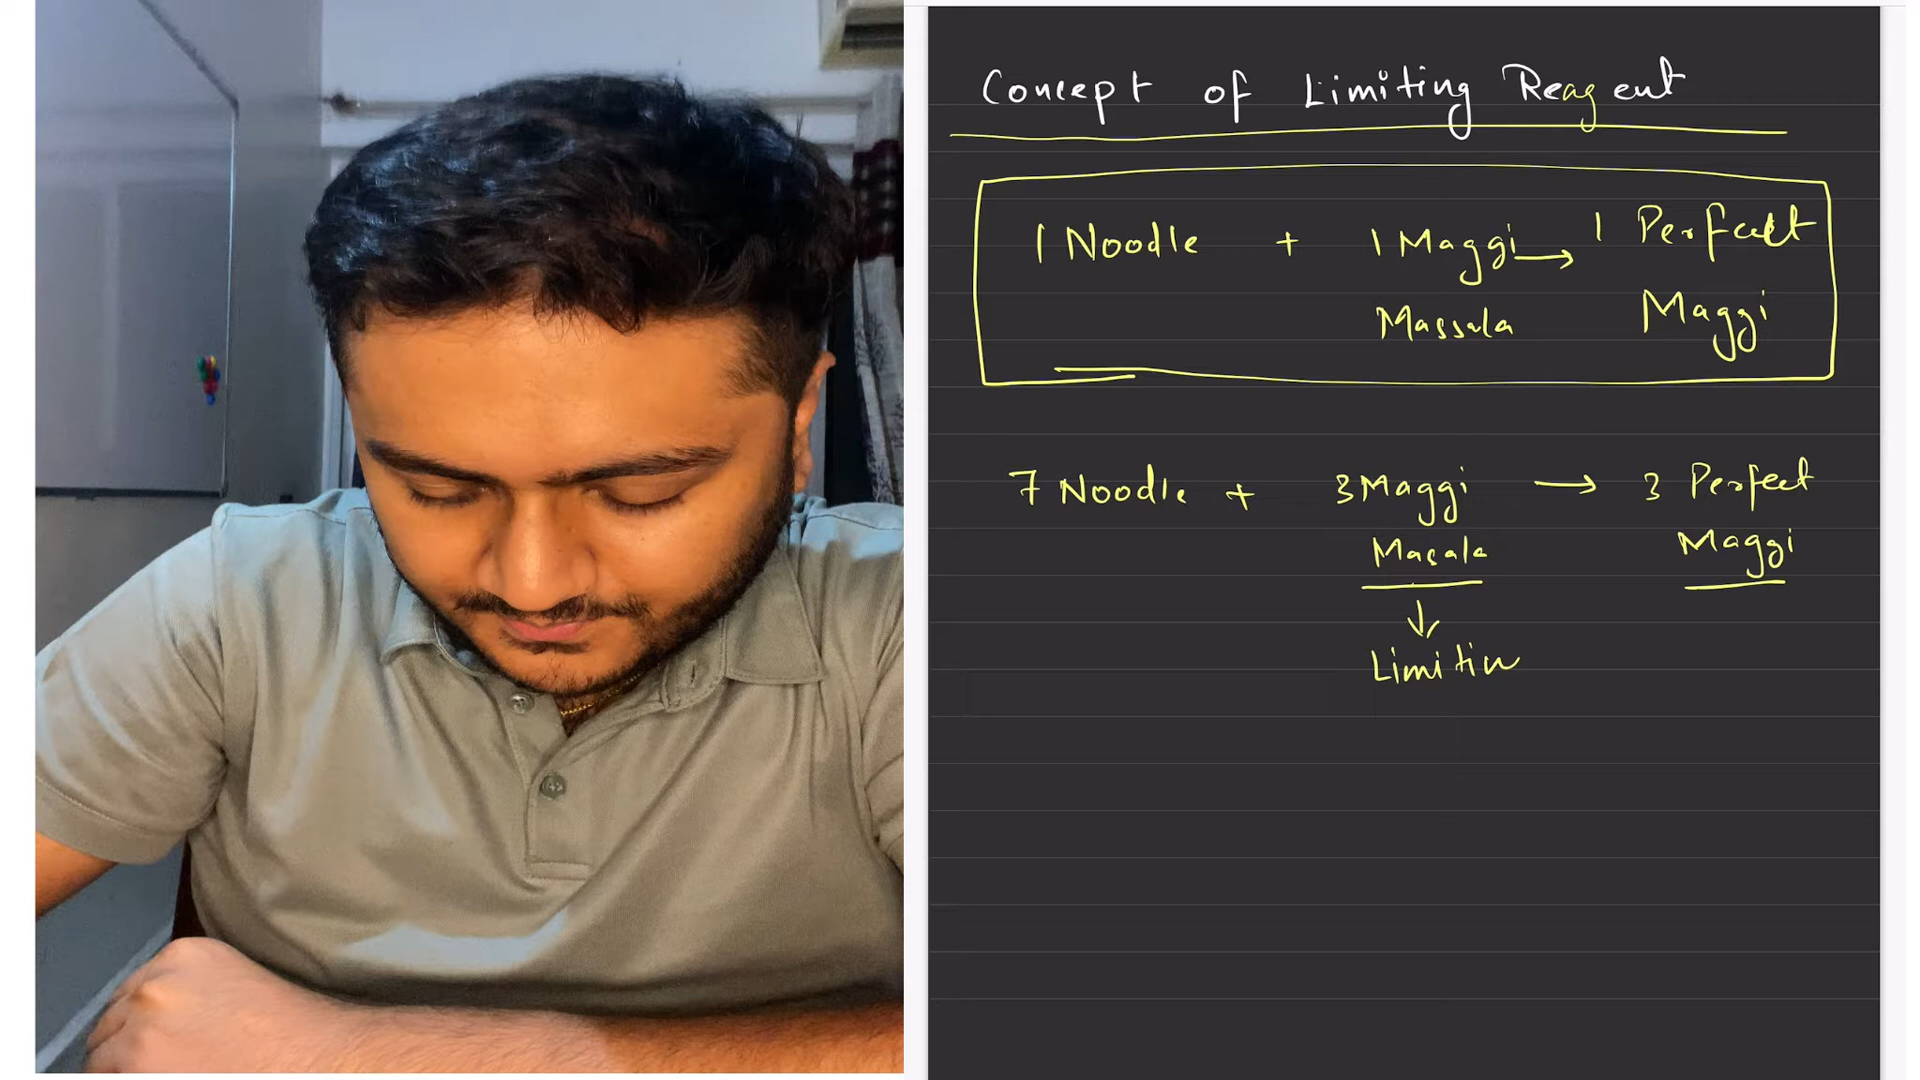 Concept of Limiting Reagent
1 Noodle + 1 Maggi → 1 Perfect
Massala Maggi
7 Noodle + 3 Maggi → 3 Perfect
Masala Maggi
↓
Limitin